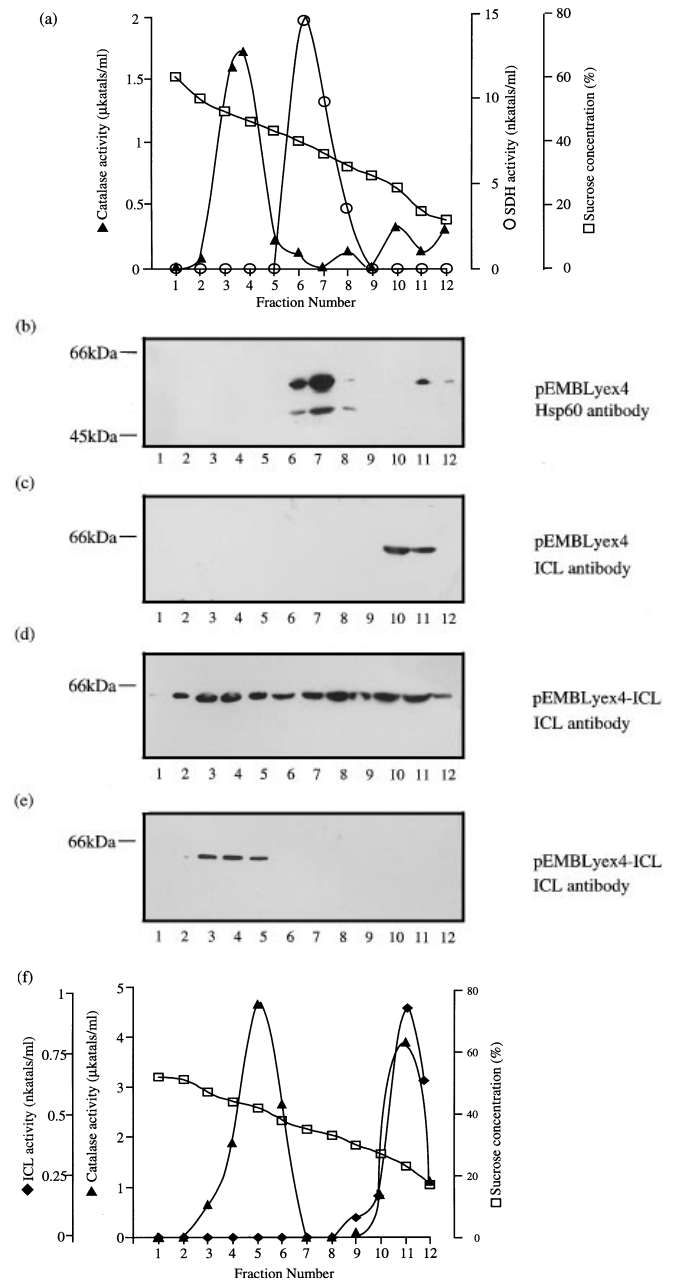 (a)
▲ Catalase activity (μkatals/ml)
2
1.5
1
0.5
0
15
10
5
0
○ SDH activity (nkatals/ml)
80
60
40
20
0
□ Sucrose concentration (%)
1 2 3 4 5 6 7 8 9 10 11 12
Fraction Number
(b)
66kDa
45kDa
1 2 3 4 5 6 7 8 9 10 11 12
pEMBLyex4
Hsp60 antibody
(c)
66kDa
1 2 3 4 5 6 7 8 9 10 11 12
pEMBLyex4
ICL antibody
(d)
66kDa
1 2 3 4 5 6 7 8 9 10 11 12
pEMBLyex4-ICL
ICL antibody
(e)
66kDa
1 2 3 4 5 6 7 8 9 10 11 12
pEMBLyex4-ICL
ICL antibody
(f)
◆ ICL activity (nkatals/ml)
1
0.75
0.5
0.25
0
▲ Catalase activity (μkatals/ml)
5
4
3
2
1
0
80
60
40
20
0
□ Sucrose concentration (%)
1 2 3 4 5 6 7 8 9 10 11 12
Fraction Number